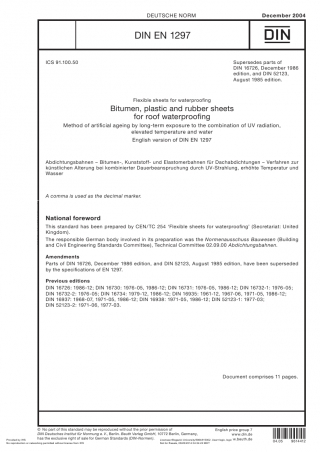 DEUTSCHE NORM
December 2004
DIN EN 1297
DIN
ICS 91.100.50
Supersedes parts of
DIN 16726, December 1986
edition, and DIN 52123,
August 1985 edition.
Flexible sheets for waterproofing
Bitumen, plastic and rubber sheets
for roof waterproofing
Method of artificial ageing by long-term exposure to the combination of UV radiation,
elevated temperature and water
English version of DIN EN 1297
Abdichtungsbahnen – Bitumen-, Kunststoff- und Elastomerbahnen für Dachabdichtungen – Verfahren zur
künstlichen Alterung bei kombinierter Dauerbeanspruchung durch UV-Strahlung, erhöhte Temperatur und
Wasser
A comma is used as the decimal marker.
National foreword
This standard has been prepared by CEN/TC 254 'Flexible sheets for waterproofing' (Secretariat: United
Kingdom).
The responsible German body involved in its preparation was the Normenausschuss Bauwesen (Building
and Civil Engineering Standards Committee), Technical Committee 02.09.00 Abdichtungsbahnen.
Amendments
Parts of DIN 16726, December 1986 edition, and DIN 52123, August 1985 edition, have been superseded
by the specifications of EN 1297.
Previous editions
DIN 16726: 1986-12; DIN 16730: 1976-05, 1986-12; DIN 16731: 1976-05, 1986-12; DIN 16732-1: 1976-05;
DIN 16732-2: 1976-05; DIN 16734: 1979-12, 1986-12; DIN 16935: 1961-12, 1967-06, 1971-05, 1986-12;
DIN 16937: 1968-07, 1971-05, 1986-12; DIN 16938: 1971-05, 1986-12; DIN 52123-1: 1977-03;
DIN 52123-2: 1971-06, 1977-03.
Document comprises 11 pages.
© No part of this standard may be reproduced without the prior permission of
DIN Deutsches Institut für Normung e. V., Berlin. Beuth Verlag GmbH, 10772 Berlin, Germany,
has the exclusive right of sale for German Standards (DIN-Normen).
English price group 7
www.din.de
www.beuth.de